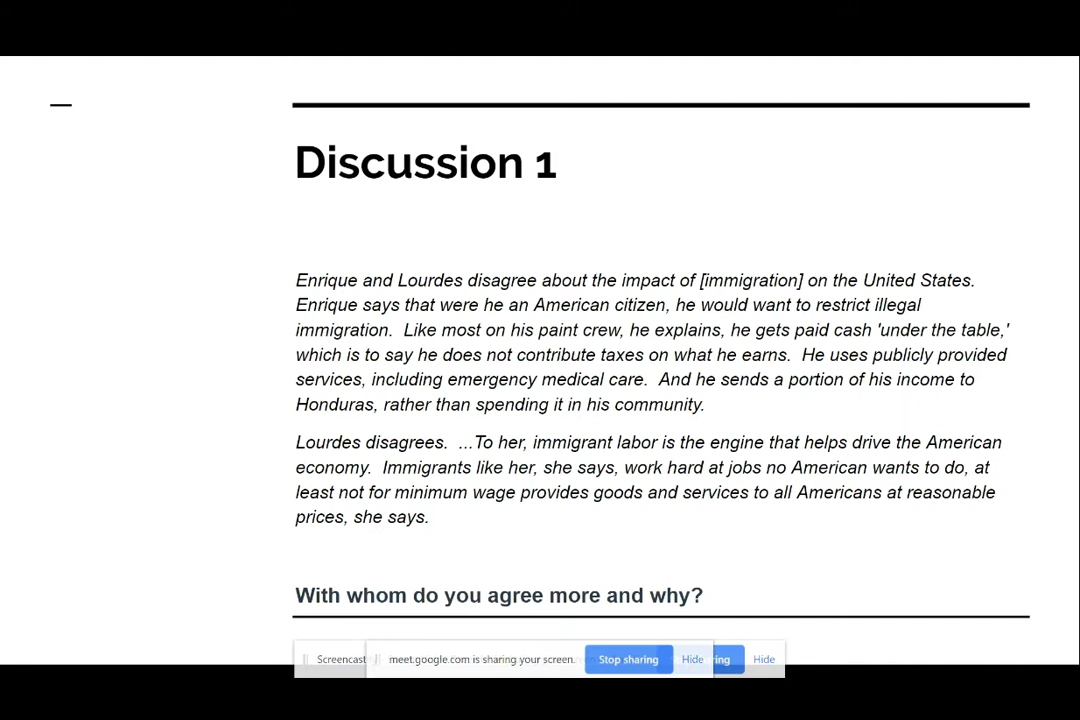 Discussion 1
Enrique and Lourdes disagree about the impact of [immigration] on the United States.
Enrique says that were he an American citizen, he would want to restrict illegal
immigration.  Like most on his paint crew, he explains, he gets paid cash 'under the table,'
which is to say he does not contribute taxes on what he earns.  He uses publicly provided
services, including emergency medical care.  And he sends a portion of his income to
Honduras, rather than spending it in his community.
Lourdes disagrees.  ...To her, immigrant labor is the engine that helps drive the American
economy.  Immigrants like her, she says, work hard at jobs no American wants to do, at
least not for minimum wage provides goods and services to all Americans at reasonable
prices, she says.
With whom do you agree more and why?
Screencast meet.google.com is sharing your screen. Stop sharing Hide ring Hide